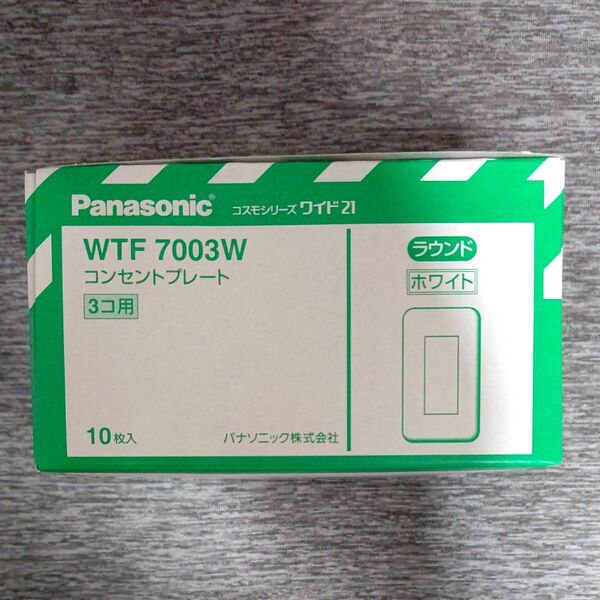 Panasonic® コスモシリーズ ワイド21
WTF 7003W
コンセントプレート
3コ用
ラウンド
ホワイト
10枚入
パナソニック株式会社